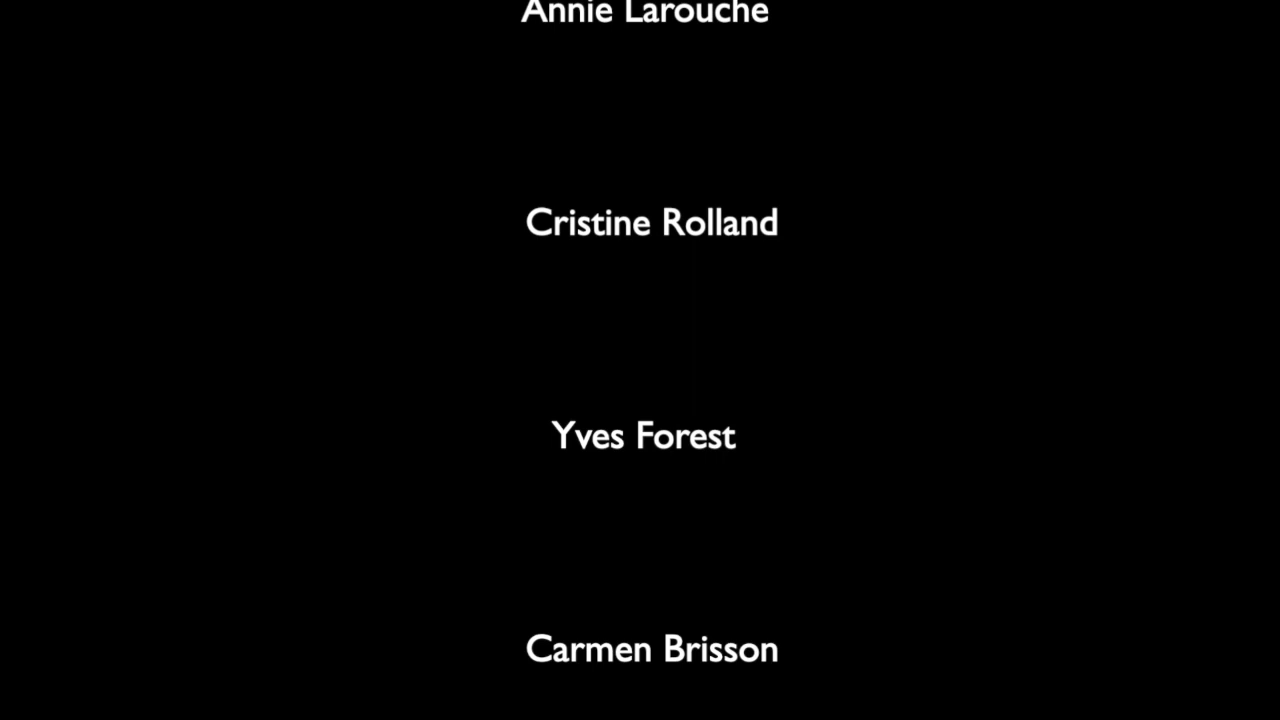 Annie Larouche
Cristine Rolland
Yves Forest
Carmen Brisson